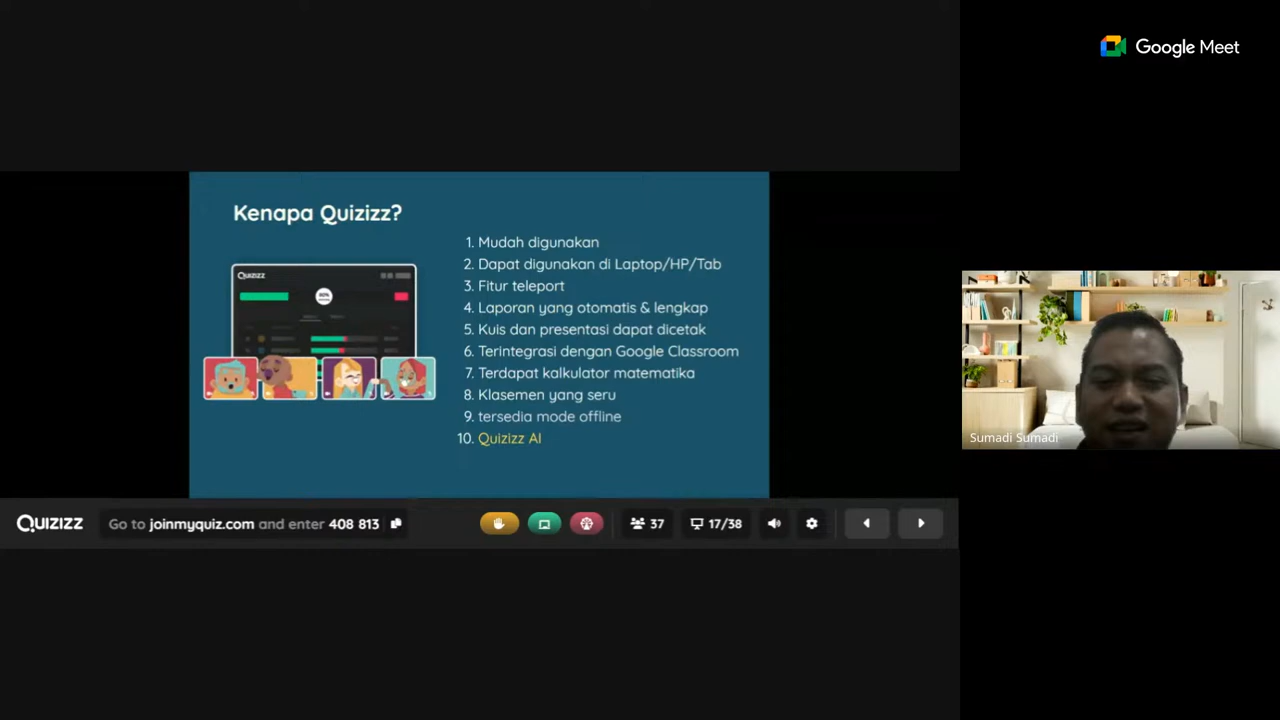 Google Meet
Kenapa Quizizz?
Quizizz
1. Mudah digunakan
2. Dapat digunakan di Laptop/HP/Tab
3. Fitur teleport
4. Laporan yang otomatis & lengkap
5. Kuis dan presentasi dapat dicetak
6. Terintegrasi dengan Google Classroom
7. Terdapat kalkulator matematika
8. Klasemen yang seru
9. tersedia mode offline
10. Quizizz AI
Sumadi Sumadi
QUIZIZZ
Go to joinmyquiz.com and enter 408 813
37
17/38